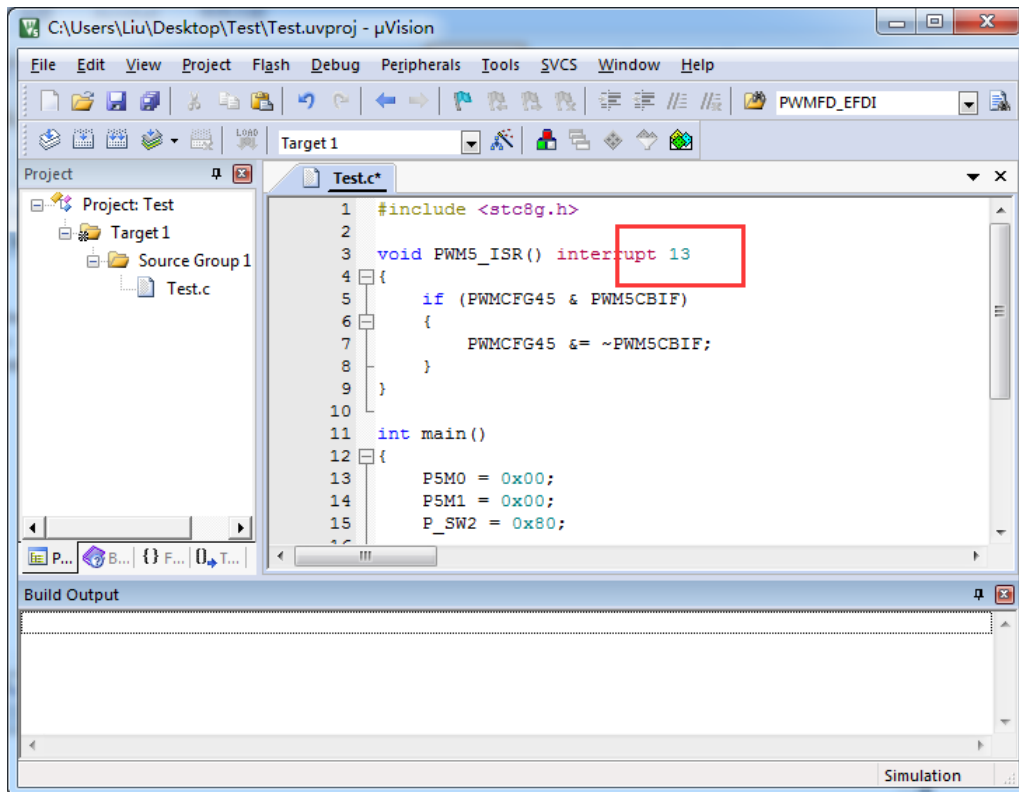 C:\Users\Liu\Desktop\Test\Test.uvproj - µVision
File Edit View Project Flash Debug Peripherals Tools SVCS Window Help
PWMFD_EFDI
LOAD
Target 1
Project
Test.c*
Project: Test
Target 1
Source Group 1
Test.c
1 #include <stc8g.h>
2
3 void PWM5_ISR() interrupt 13
4 {
5 if (PWMCFG45 & PWM5CBIF)
6 {
7 PWMCFG45 &= ~PWM5CBIF;
8 }
9 }
10
11 int main()
12 {
13 P5M0 = 0x00;
14 P5M1 = 0x00;
15 P_SW2 = 0x80;
P... B... {} F... 0 T...
Build Output
Simulation